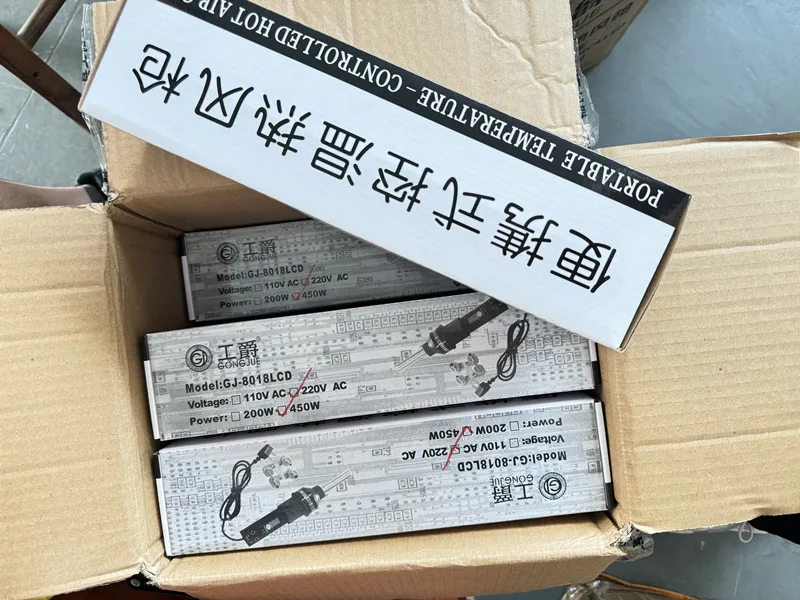 PORTABLE TEMPERATURE - CONTROLLED HOT AIR
便携式控温热风枪
工爵
GONGJUE
Model:GJ-8018LCD
Voltage: 110V AC 220V AC
Power: 200W 450W
工爵
GONGJUE
Model:GJ-8018LCD
Voltage: 110V AC 220V AC
Power: 200W 450W
工爵
GONGJUE
Model:GJ-8018LCD
Voltage: 110V AC 220V AC
Power: 200W 450W